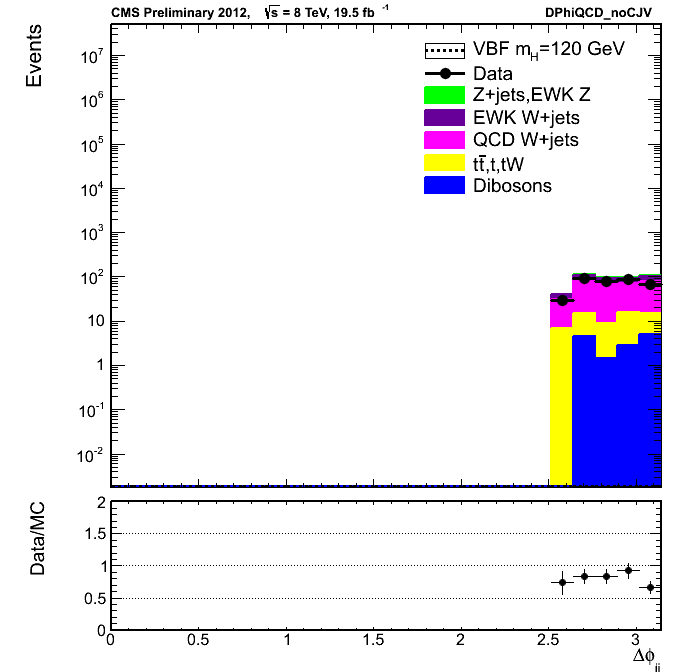 CMS Preliminary 2012, √s = 8 TeV, 19.5 fb⁻¹ DPhiQCD_noCJV
Events
VBF m_H=120 GeV
Data
Z+jets,EWK Z
EWK W+jets
QCD W+jets
tt̄,t,tW
Dibosons
10⁷
10⁶
10⁵
10⁴
10³
10²
10
1
10⁻¹
10⁻²
Data/MC
2
1.5
1
0.5
0
0 0.5 1 1.5 2 2.5 3
Δϕ_jj